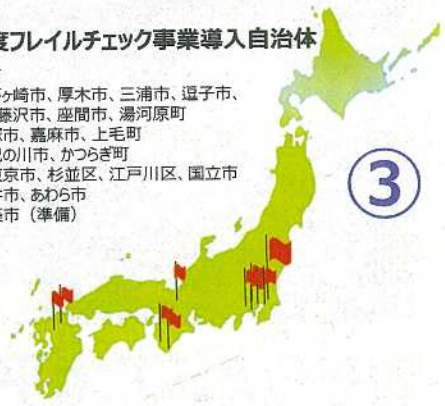 度フレイルチェック事業導入自治体
ヶ崎市、厚木市、三浦市、逗子市、
藤沢市、座間市、湯河原町
市、嘉麻市、上毛町
の川市、かつらぎ町
京市、杉並区、江戸川区、国立市
市、あわら市
市（準備）
③